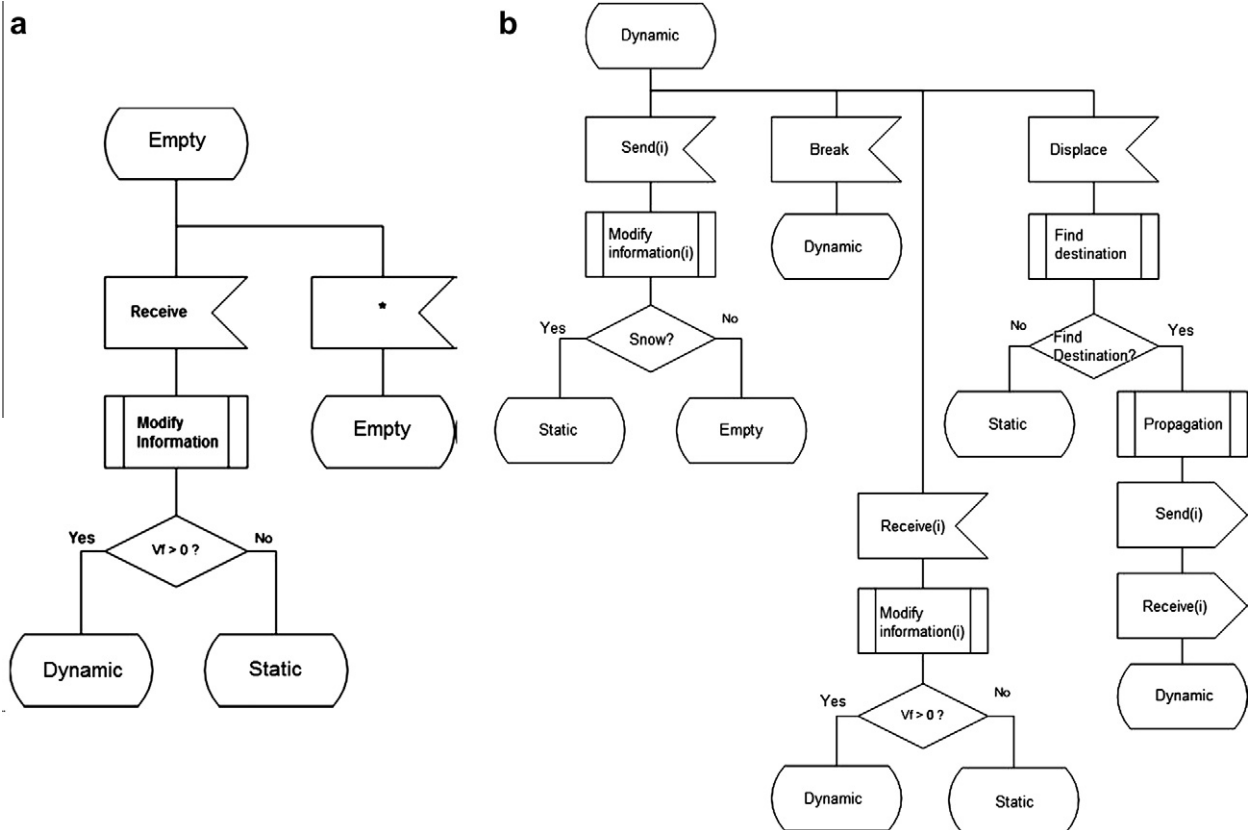 a
Empty
Receive
*
Modify
Information
Empty
Vf > 0 ?
Yes
No
Dynamic
Static
b
Dynamic
Send(i)
Break
Displace
Modify
information(i)
Dynamic
Find
destination
Yes
Snow?
No
No
Find
Destination?
Yes
Static
Empty
Static
Propagation
Receive(i)
Send(i)
Modify
information(i)
Receive(i)
Yes
Vf > 0 ?
No
Dynamic
Dynamic
Static